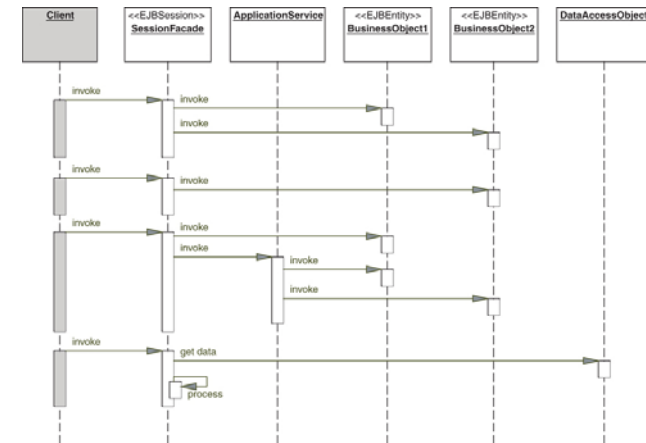 Client
<<EJBSession>>
SessionFacade
ApplicationService
<<EJBEntity>>
BusinessObject1
<<EJBEntity>>
BusinessObject2
DataAccessObject
invoke
invoke
invoke
invoke
invoke
invoke
invoke
invoke
invoke
invoke
invoke
get data
process